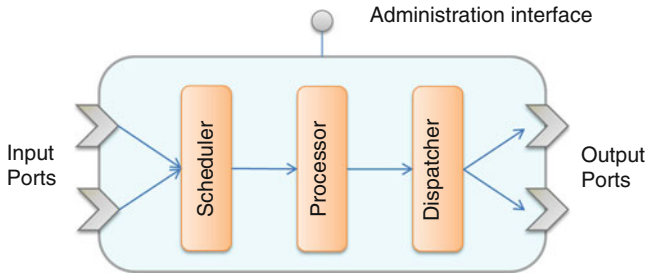 Administration interface
Input
Ports
Scheduler
Processor
Dispatcher
Output
Ports